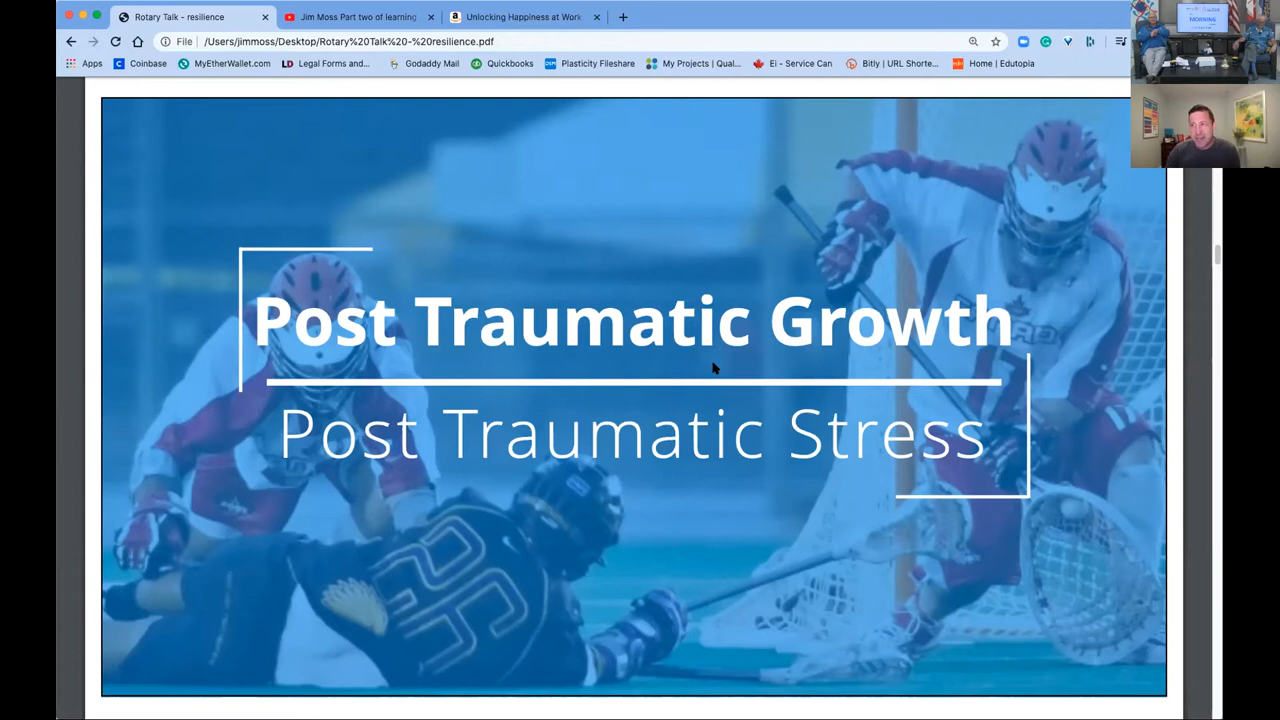 Rotary Talk - resilience
Jim Moss Part two of learning
Unlocking Happiness at Work
File
/Users/jimmoss/Desktop/Rotary%20Talk%20-%20resilience.pdf
Apps
Coinbase
MyEtherWallet.com
Legal Forms and...
Godaddy Mail
Quickbooks
Plasticity Fileshare
My Projects | Qual...
Ei - Service Can
Bitly | URL Shorte...
Home | Edutopia
MORNING
Post Traumatic Growth
Post Traumatic Stress